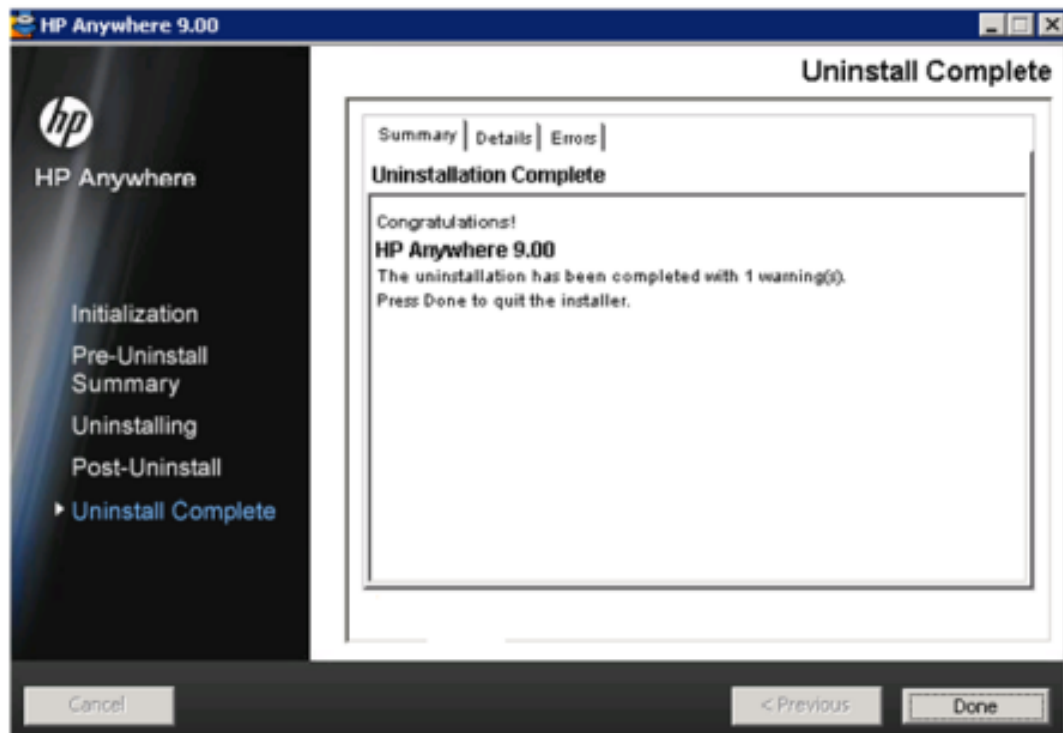 HP Anywhere 9.00
Uninstall Complete
hp
HP Anywhere
Initialization
Pre-Uninstall
Summary
Uninstalling
Post-Uninstall
Uninstall Complete
Summary Details Errors
Uninstallation Complete
Congratulations!
HP Anywhere 9.00
The uninstallation has been completed with 1 warning(s).
Press Done to quit the installer.
Cancel
< Previous
Done